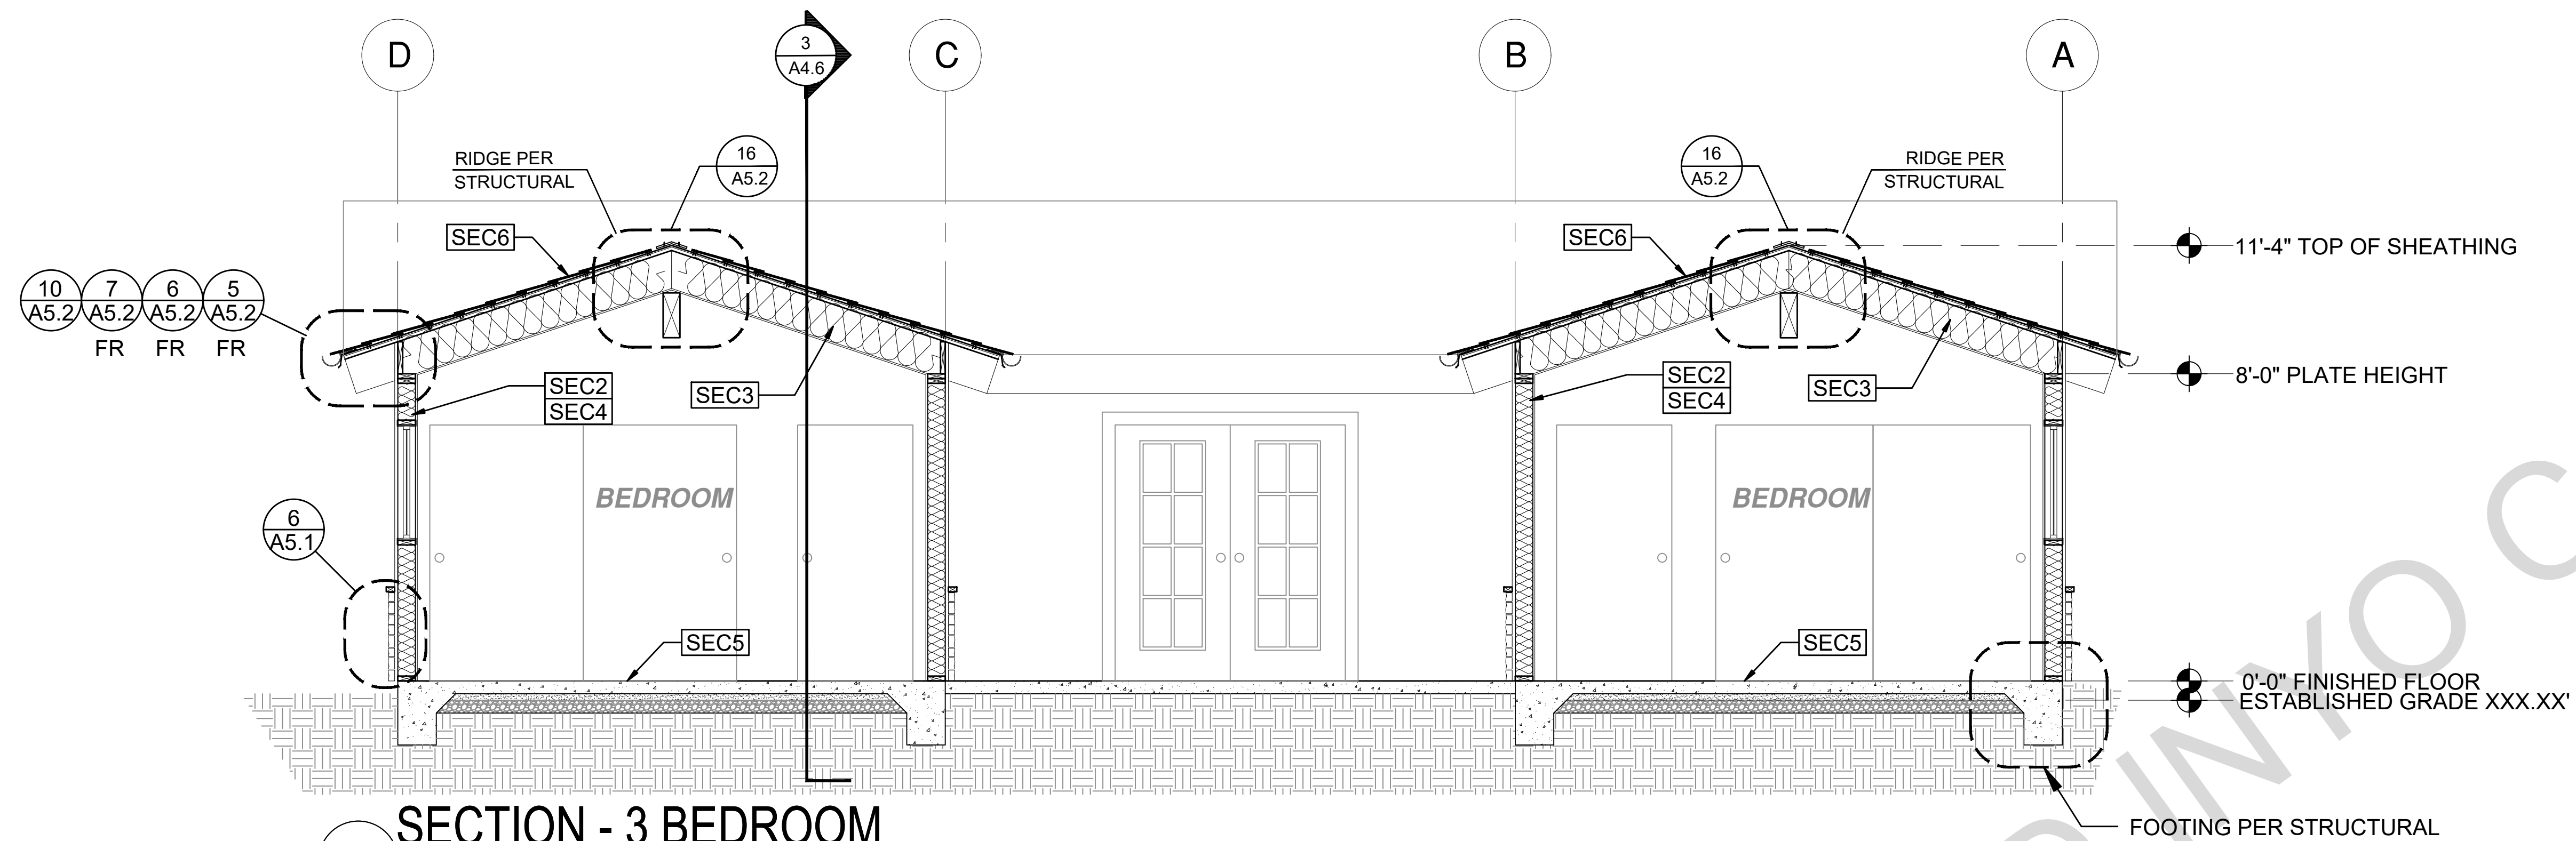 D
3
A4.6
C
B
A
RIDGE PER
STRUCTURAL
16
A5.2
16
A5.2
RIDGE PER
STRUCTURAL
SEC6
SEC6
11'-4" TOP OF SHEATHING
10
A5.2
7
A5.2
FR
6
A5.2
FR
5
A5.2
FR
SEC2
SEC4
SEC3
SEC2
SEC4
SEC3
8'-0" PLATE HEIGHT
BEDROOM
BEDROOM
6
A5.1
SEC5
SEC5
0'-0" FINISHED FLOOR
ESTABLISHED GRADE XXX.XX'
SECTION - 3 BEDROOM
FOOTING PER STRUCTURAL
INYO C